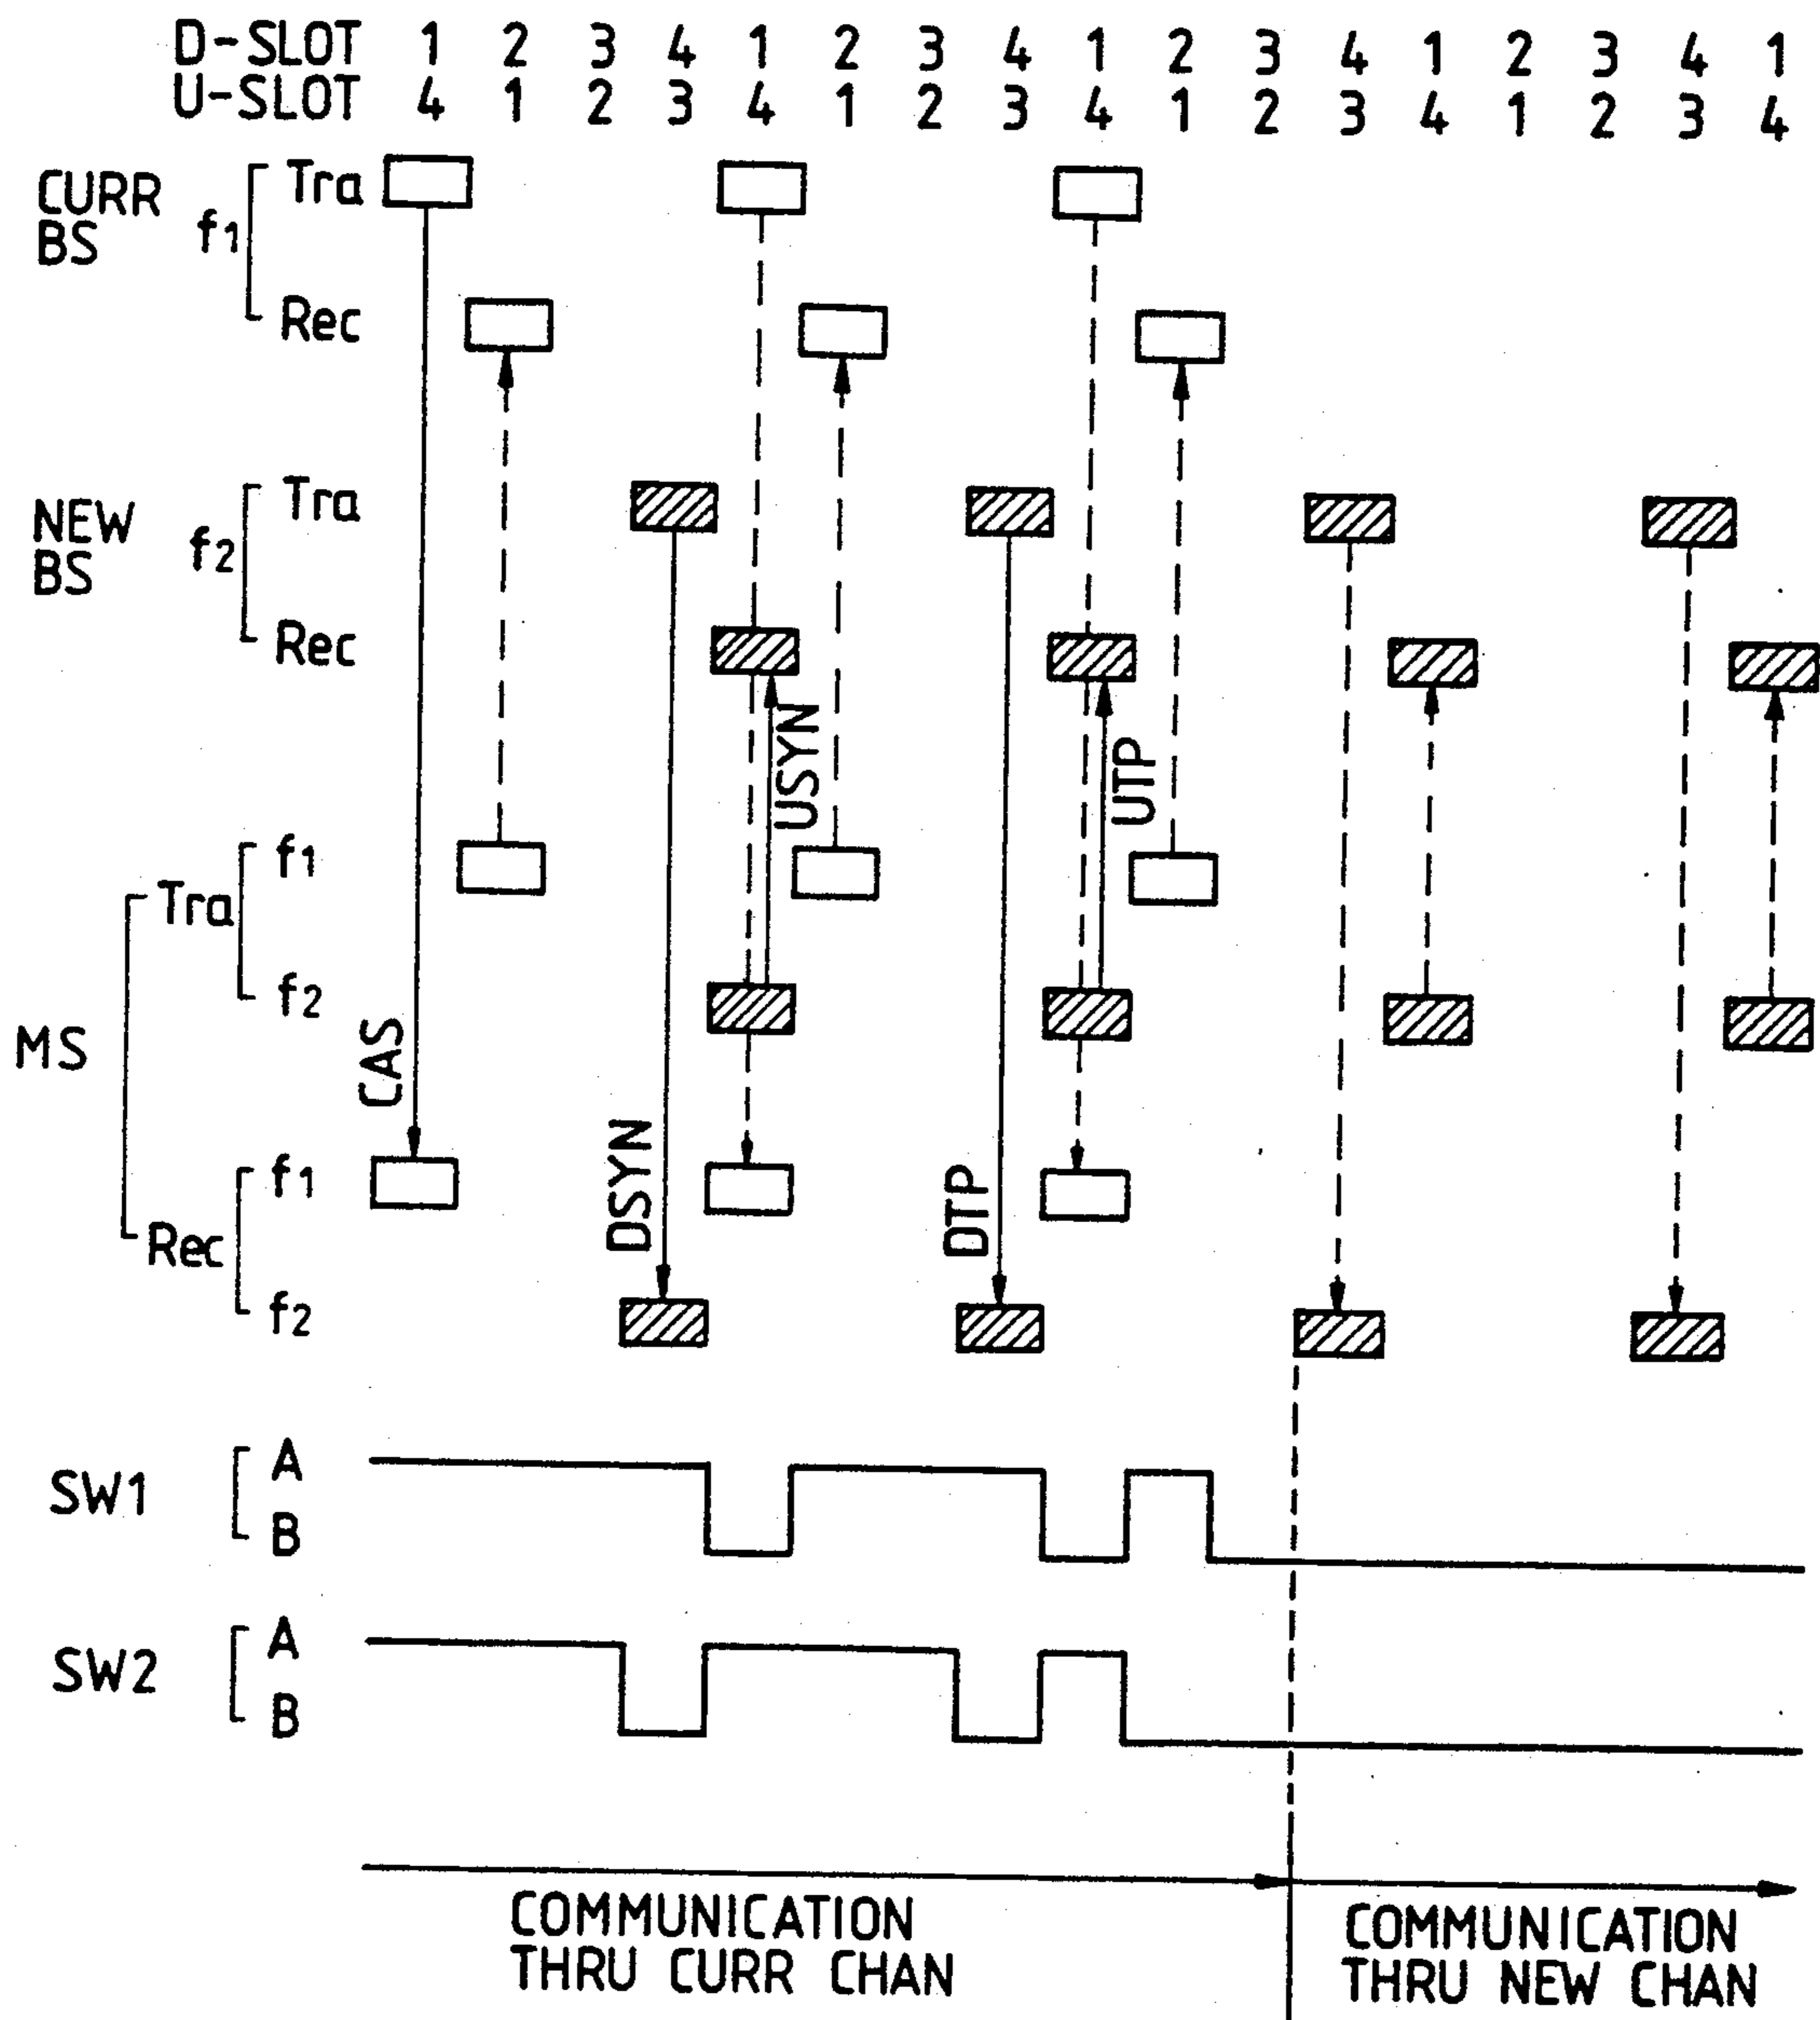 D-SLOT 1 2 3 4 1 2 3 4 1 2 3 4 1 2 3 4 1
U-SLOT 4 1 2 3 4 1 2 3 4 1 2 3 4 1 2 3 4
CURR BS
f1
Tra
Rec
NEW BS
f2
Tra
Rec
USYN
UTP
MS
Tra
f1
f2
CAS
DSYN
DTP
Rec
f1
f2
SW1
A
B
SW2
A
B
COMMUNICATION
THRU CURR CHAN
COMMUNICATION
THRU NEW CHAN